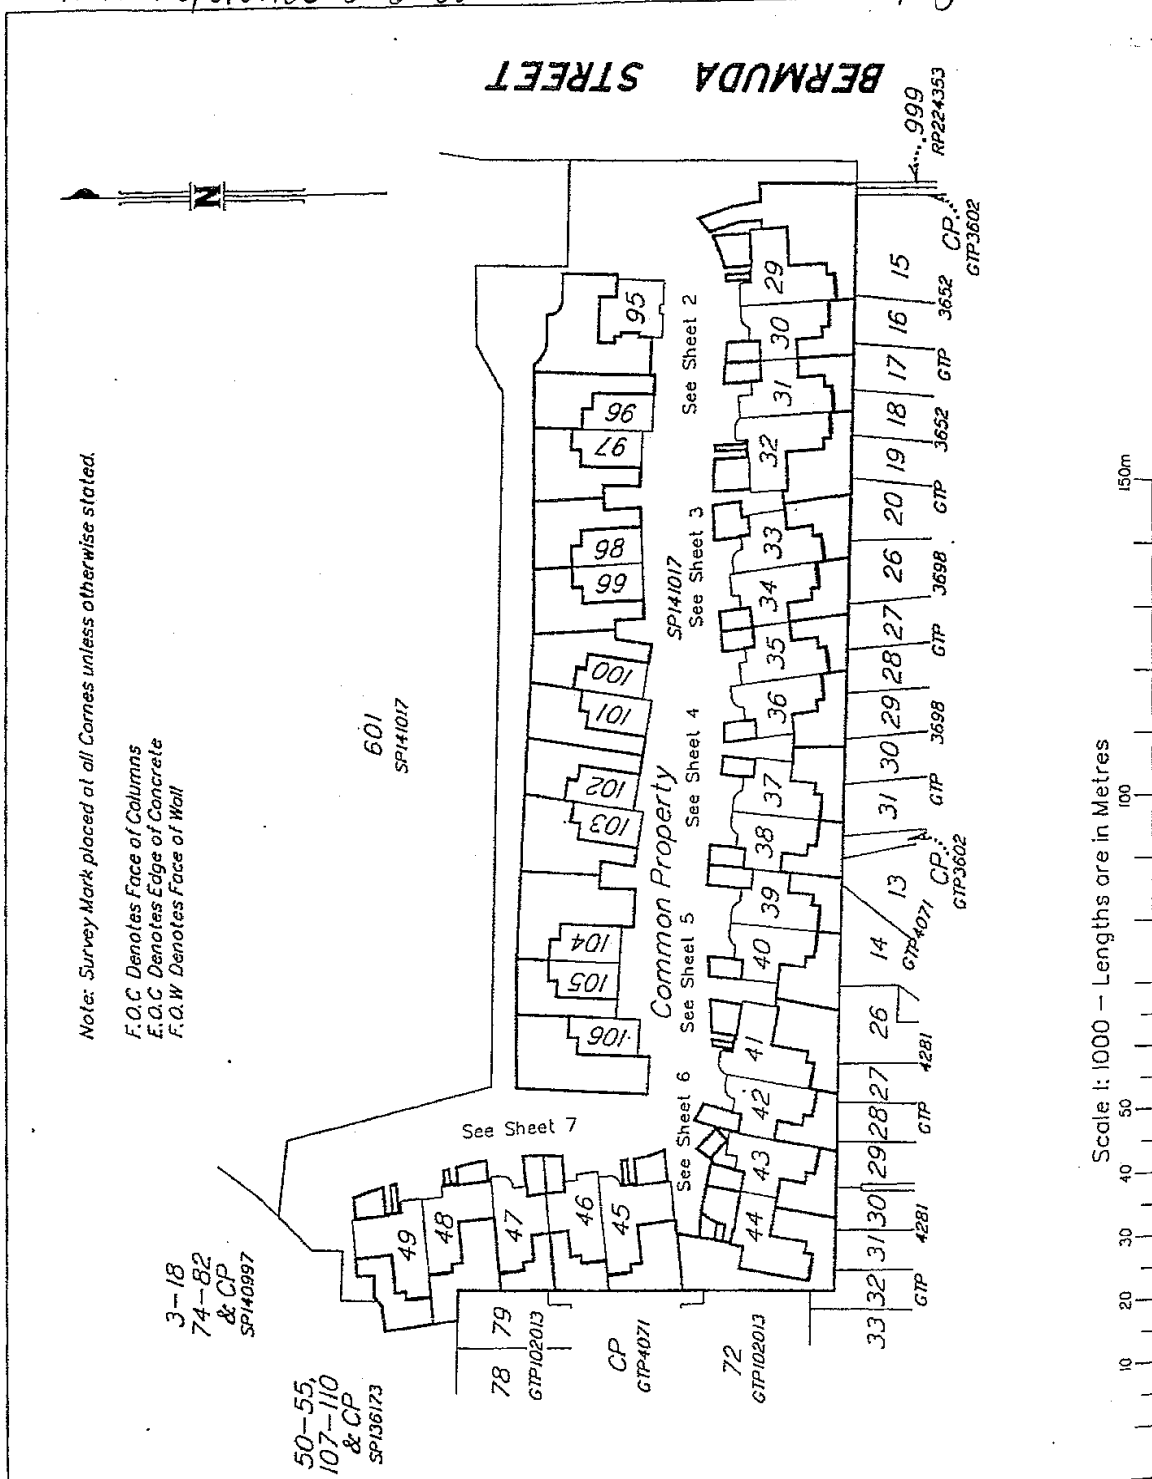 BERMUDA STREET
N
Note: Survey Mark placed at all Cornes unless otherwise stated.
F.O.C Denotes Face of Columns
E.O.C Denotes Edge of Concrete
F.O.W Denotes Face of Wall
601
SP141017
3-18
74-82
& CP
SP140997
50-55,
107-110
& CP
SP136173
95
96
97
98
99
100
101
102
103
104
105
106
See Sheet 2
SP141017
See Sheet 3
See Sheet 4
Common Property
See Sheet 5
See Sheet 6
See Sheet 7
29
30
31
32
33
34
35
36
37
38
39
40
41
42
43
44
45
46
47
48
49
999
RP224353
CP
GTP3602
15
16
17
18
19
20
26
27
28
29
30
31
13
14
26
27
28
29
30
31
32
33
3652
GTP
3652
GTP
3698
GTP
3698
GTP
CP
GTP3602
GTP4071
4281
GTP
4281
GTP
78
79
GTP102013
CP
GTP4071
72
GTP102013
Scale 1: 1000 – Lengths are in Metres
10
20
30
40
50
100
150m